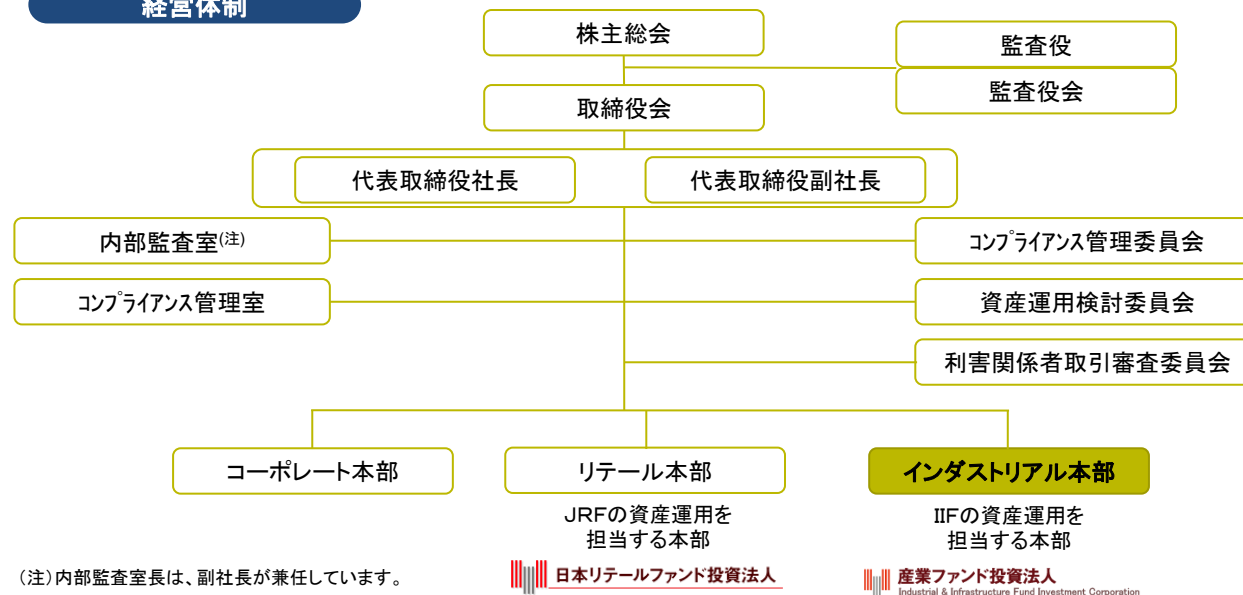 経営体制
株主総会
監査役
監査役会
取締役会
代表取締役社長
代表取締役副社長
内部監査室(注)
コンプライアンス管理委員会
コンプライアンス管理室
資産運用検討委員会
利害関係者取引審査委員会
コーポレート本部
リテール本部
インダストリアル本部
JRFの資産運用を
担当する本部
IIFの資産運用を
担当する本部
(注)内部監査室長は、副社長が兼任しています。
日本リテールファンド投資法人
産業ファンド投資法人
Industrial & Infrastructure Fund Investment Corporation